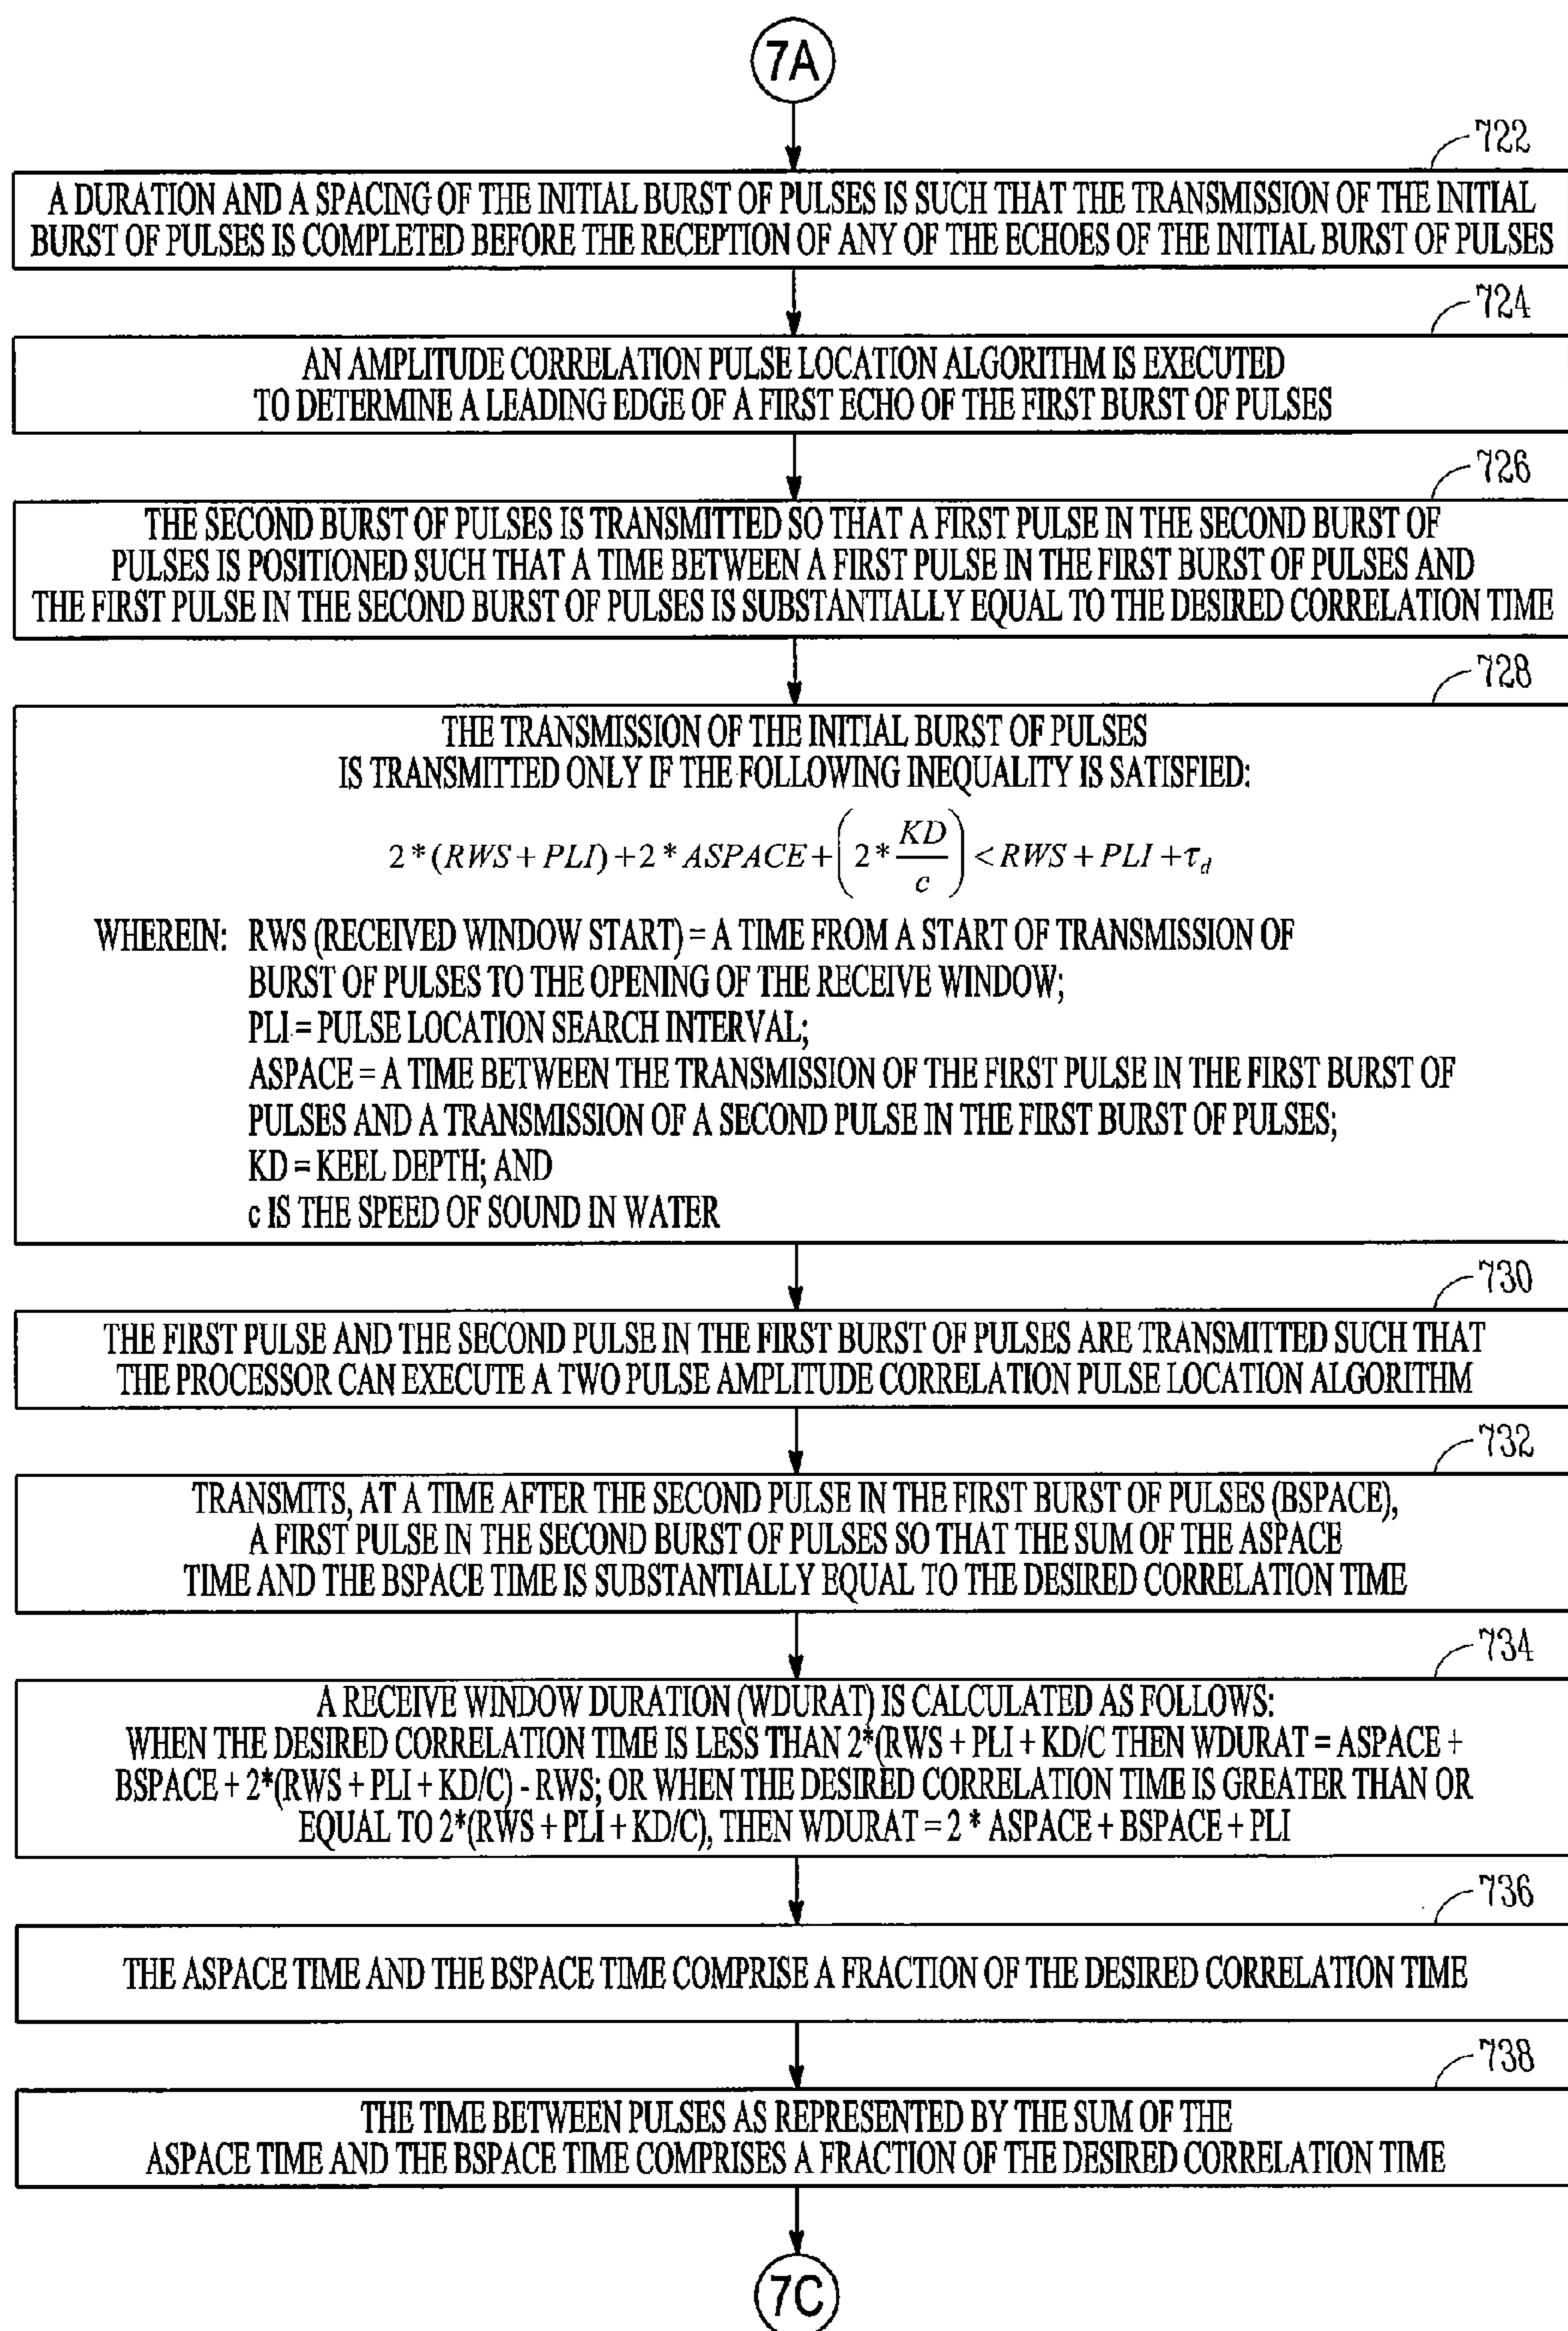 7A
722
A DURATION AND A SPACING OF THE INITIAL BURST OF PULSES IS SUCH THAT THE TRANSMISSION OF THE INITIAL
BURST OF PULSES IS COMPLETED BEFORE THE RECEPTION OF ANY OF THE ECHOES OF THE INITIAL BURST OF PULSES
724
AN AMPLITUDE CORRELATION PULSE LOCATION ALGORITHM IS EXECUTED
TO DETERMINE A LEADING EDGE OF A FIRST ECHO OF THE FIRST BURST OF PULSES
726
THE SECOND BURST OF PULSES IS TRANSMITTED SO THAT A FIRST PULSE IN THE SECOND BURST OF
PULSES IS POSITIONED SUCH THAT A TIME BETWEEN A FIRST PULSE IN THE FIRST BURST OF PULSES AND
THE FIRST PULSE IN THE SECOND BURST OF PULSES IS SUBSTANTIALLY EQUAL TO THE DESIRED CORRELATION TIME
728
THE TRANSMISSION OF THE INITIAL BURST OF PULSES
IS TRANSMITTED ONLY IF THE FOLLOWING INEQUALITY IS SATISFIED:
2 * (RWS + PLI) + 2 * ASPACE + (2 * KD/c) < RWS + PLI + τ_d
WHEREIN: RWS (RECEIVED WINDOW START) = A TIME FROM A START OF TRANSMISSION OF
BURST OF PULSES TO THE OPENING OF THE RECEIVE WINDOW;
PLI = PULSE LOCATION SEARCH INTERVAL;
ASPACE = A TIME BETWEEN THE TRANSMISSION OF THE FIRST PULSE IN THE FIRST BURST OF
PULSES AND A TRANSMISSION OF A SECOND PULSE IN THE FIRST BURST OF PULSES;
KD = KEEL DEPTH; AND
c IS THE SPEED OF SOUND IN WATER
730
THE FIRST PULSE AND THE SECOND PULSE IN THE FIRST BURST OF PULSES ARE TRANSMITTED SUCH THAT
THE PROCESSOR CAN EXECUTE A TWO PULSE AMPLITUDE CORRELATION PULSE LOCATION ALGORITHM
732
TRANSMITS, AT A TIME AFTER THE SECOND PULSE IN THE FIRST BURST OF PULSES (BSPACE),
A FIRST PULSE IN THE SECOND BURST OF PULSES SO THAT THE SUM OF THE ASPACE
TIME AND THE BSPACE TIME IS SUBSTANTIALLY EQUAL TO THE DESIRED CORRELATION TIME
734
A RECEIVE WINDOW DURATION (WDURAT) IS CALCULATED AS FOLLOWS:
WHEN THE DESIRED CORRELATION TIME IS LESS THAN 2*(RWS + PLI + KD/C THEN WDURAT = ASPACE +
BSPACE + 2*(RWS + PLI + KD/C) - RWS; OR WHEN THE DESIRED CORRELATION TIME IS GREATER THAN OR
EQUAL TO 2*(RWS + PLI + KD/C), THEN WDURAT = 2 * ASPACE + BSPACE + PLI
736
THE ASPACE TIME AND THE BSPACE TIME COMPRISE A FRACTION OF THE DESIRED CORRELATION TIME
738
THE TIME BETWEEN PULSES AS REPRESENTED BY THE SUM OF THE
ASPACE TIME AND THE BSPACE TIME COMPRISES A FRACTION OF THE DESIRED CORRELATION TIME
7C